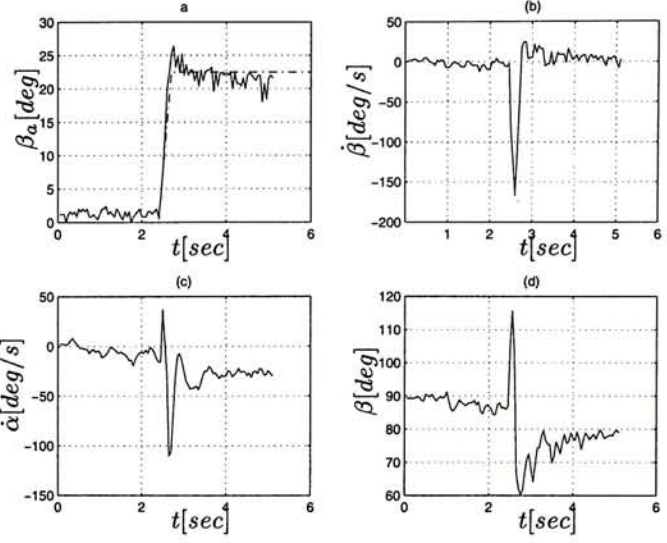 a
30
25
20
15
10
5
0
0 2 4 6
β_a[deg]
t[sec]
(b)
50
0
−50
−100
−150
−200
1 2 3 4 5 6
β̇[deg/s]
t[sec]
(c)
50
0
−50
−100
−150
0 2 4 6
α̇[deg/s]
t[sec]
(d)
120
110
100
90
80
70
60
0 2 4 6
β[deg]
t[sec]